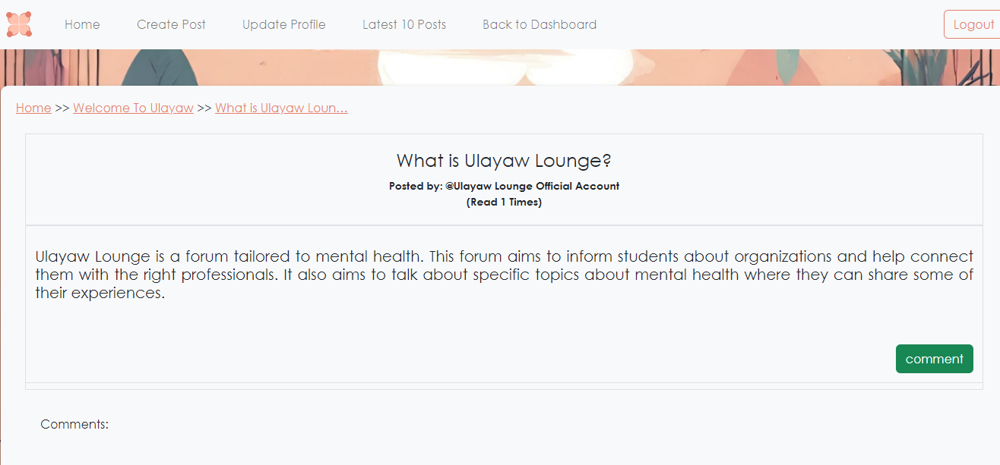 Home Create Post Update Profile Latest 10 Posts Back to Dashboard Logout
Home >> Welcome To Ulayaw >> What is Ulayaw Loun...
What is Ulayaw Lounge?
Posted by: @Ulayaw Lounge Official Account
(Read 1 Times)
Ulayaw Lounge is a forum tailored to mental health. This forum aims to inform students about organizations and help connect
them with the right professionals. It also aims to talk about specific topics about mental health where they can share some of
their experiences.
comment
Comments: